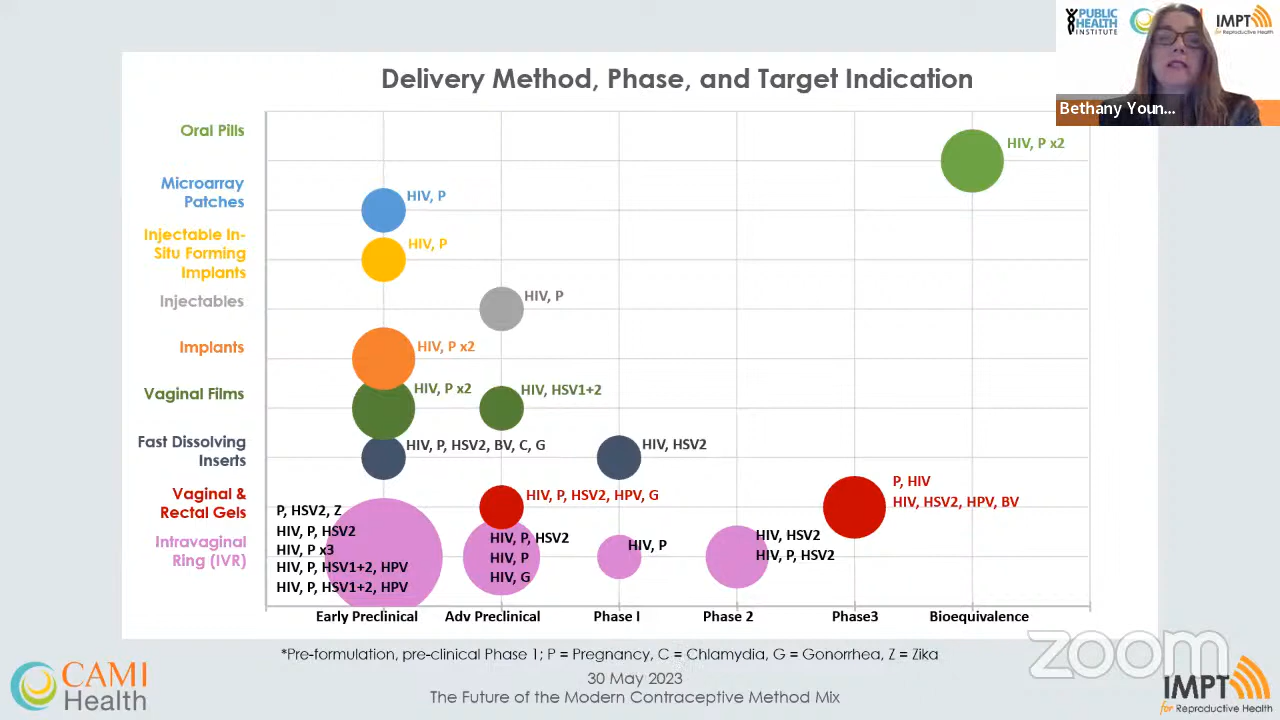 PUBLIC
HEALTH
INSTITUTE
IMPT
for Reproductive Health
Bethany Youn...
Delivery Method, Phase, and Target Indication
Oral Pills
HIV, P x2
Microarray
Patches
HIV, P
Injectable In-
Situ Forming
Implants
HIV, P
Injectables
HIV, P
Implants
HIV, P x2
Vaginal Films
HIV, P x2
HIV, HSV1+2
Fast Dissolving
Inserts
HIV, P, HSV2, BV, C, G
HIV, HSV2
Vaginal &
Rectal Gels
HIV, P, HSV2, HPV, G
P, HIV
HIV, HSV2, HPV, BV
Intravaginal
Ring (IVR)
P, HSV2, Z
HIV, P, HSV2
HIV, P x3
HIV, P, HSV1+2, HPV
HIV, P, HSV1+2, HPV
HIV, P, HSV2
HIV, P
HIV, G
HIV, P
HIV, HSV2
HIV, P, HSV2
Early Preclinical
Adv Preclinical
Phase I
Phase 2
Phase3
Bioequivalence
*Pre-formulation, pre-clinical Phase 1; P = Pregnancy, C = Chlamydia, G = Gonorrhea, Z = Zika
30 May 2023
The Future of the Modern Contraceptive Method Mix
CAMI
Health
zoom
IMPT
for Reproductive Health